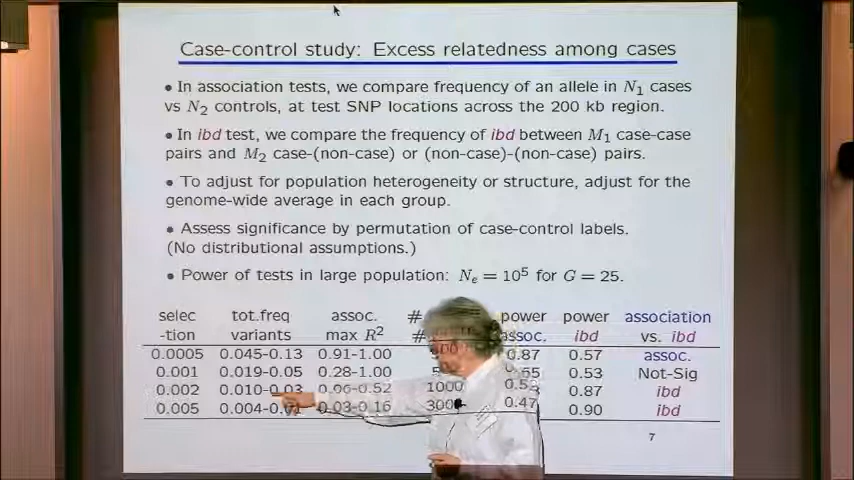 Case-control study: Excess relatedness among cases
• In association tests, we compare frequency of an allele in N₁ cases
vs N₂ controls, at test SNP locations across the 200 kb region.
• In ibd test, we compare the frequency of ibd between M₁ case-case
pairs and M₂ case-(non-case) or (non-case)-(non-case) pairs.
• To adjust for population heterogeneity or structure, adjust for the
genome-wide average in each group.
• Assess significance by permutation of case-control labels.
(No distributional assumptions.)
• Power of tests in large population: Nₑ = 10⁵ for G = 25.
selec tot.freq assoc. # power power association
-tion variants max R² # assoc. ibd vs. ibd
0.0005 0.045-0.13 0.91-1.00 0.87 0.57 assoc.
0.001 0.019-0.05 0.28-1.00 0.53 Not-Sig
0.002 0.010-0.03 0.06-0.52 1000 0.87 ibd
0.005 0.03-0.16 0.47 0.90 ibd
7